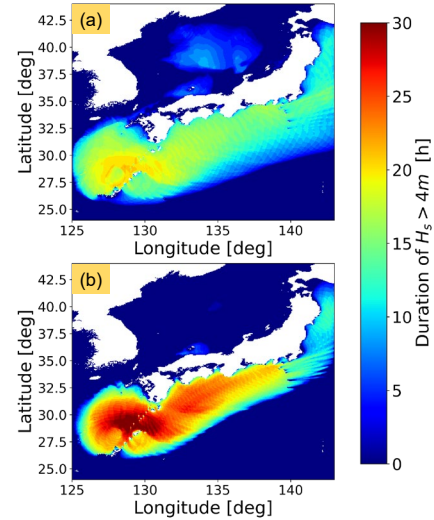 (a)
42.5
40.0
37.5
35.0
32.5
30.0
27.5
25.0
Latitude [deg]
125 130 135 140
Longitude [deg]
(b)
42.5
40.0
37.5
35.0
32.5
30.0
27.5
25.0
Latitude [deg]
125 130 135 140
Longitude [deg]
30
25
20
15
10
5
0
Duration of Hs > 4m [h]